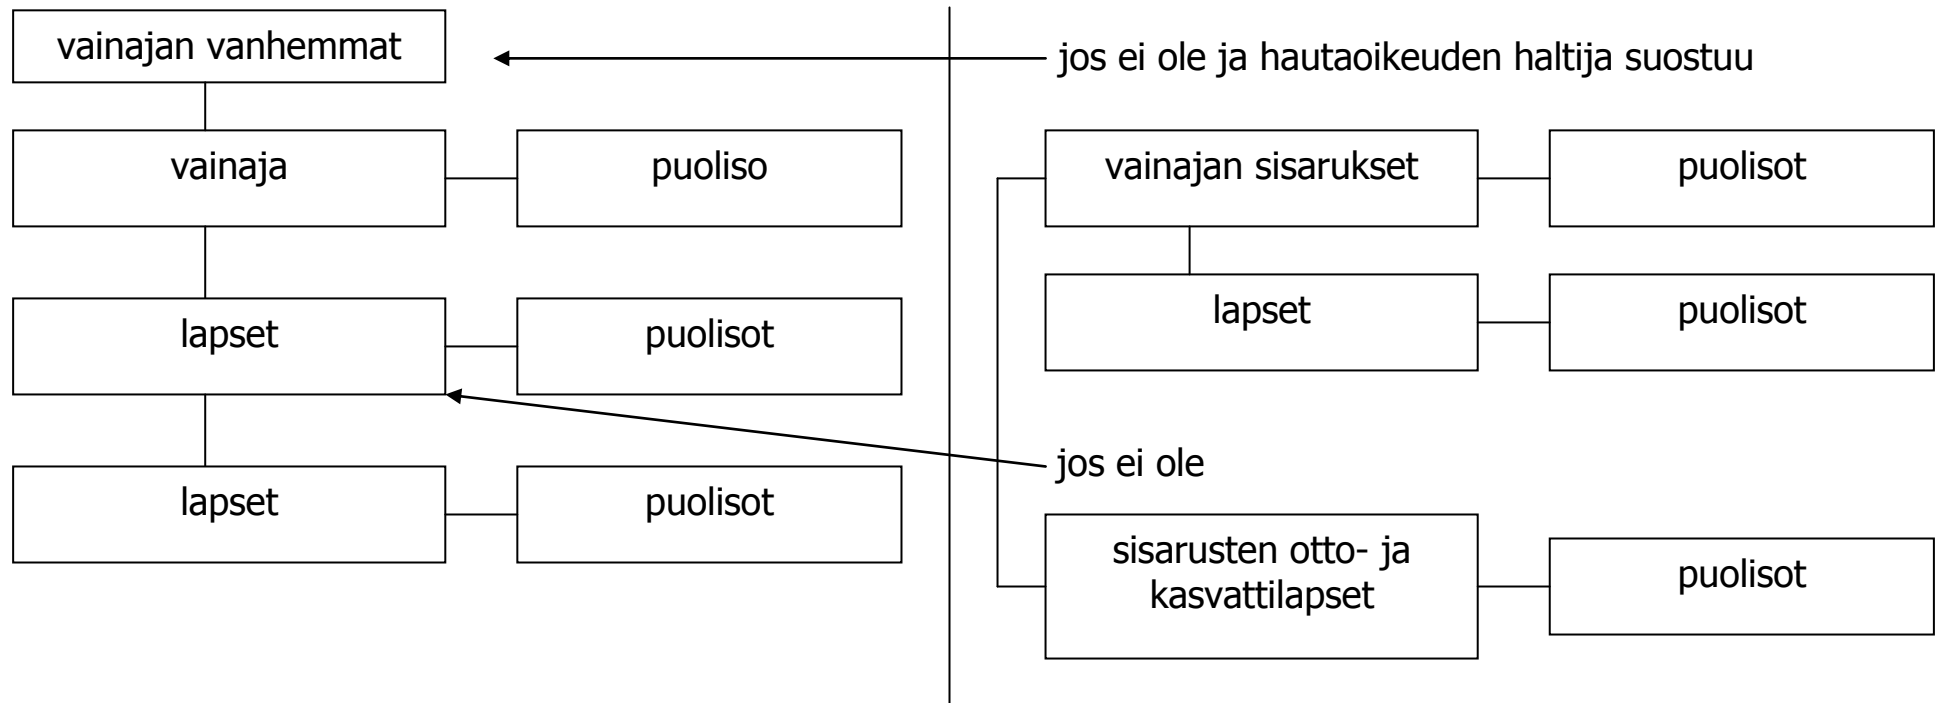 vainajan vanhemmat
vainaja
puoliso
lapset
puolisot
lapset
puolisot
jos ei ole ja hautaoikeuden haltija suostuu
vainajan sisarukset
puolisot
lapset
puolisot
jos ei ole
sisarusten otto- ja
kasvattilapset
puolisot